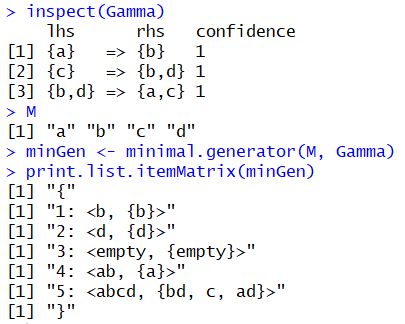 > inspect(Gamma)
    lhs      rhs   confidence
[1] {a}   => {b}   1
[2] {c}   => {b,d} 1
[3] {b,d} => {a,c} 1
> M
[1] "a" "b" "c" "d"
> minGen <- minimal.generator(M, Gamma)
> print.list.itemMatrix(minGen)
[1] "{"
[1] "1: <b, {b}>"
[1] "2: <d, {d}>"
[1] "3: <empty, {empty}>"
[1] "4: <ab, {a}>"
[1] "5: <abcd, {bd, c, ad}>"
[1] "}"